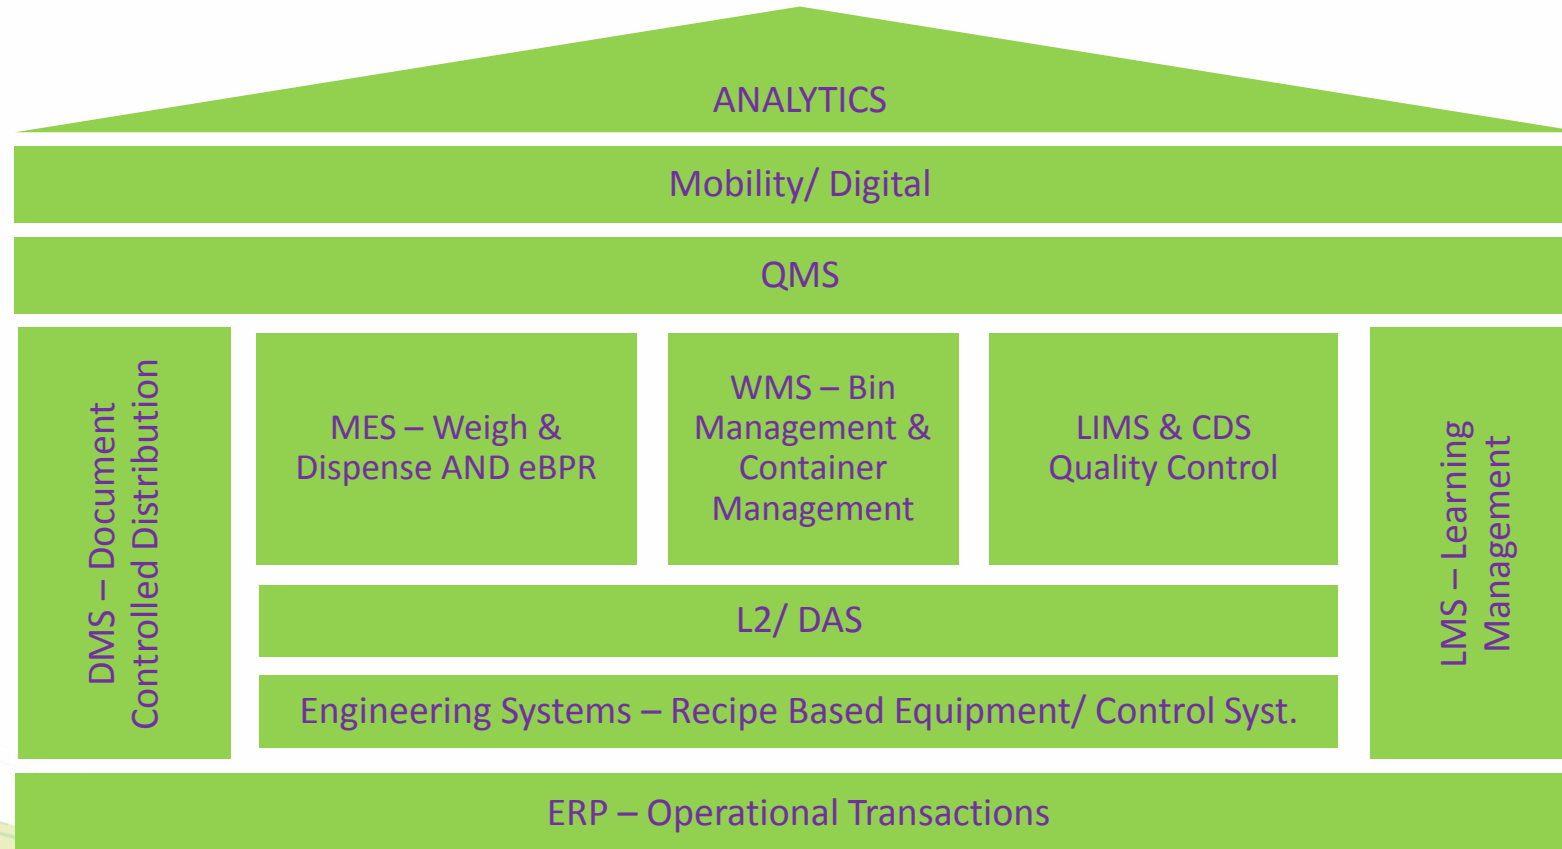 ANALYTICS
Mobility/ Digital
QMS
DMS – Document
Controlled Distribution
MES – Weigh &
Dispense AND eBPR
WMS – Bin
Management &
Container
Management
LIMS & CDS
Quality Control
LMS – Learning
Management
L2/ DAS
Engineering Systems – Recipe Based Equipment/ Control Syst.
ERP – Operational Transactions